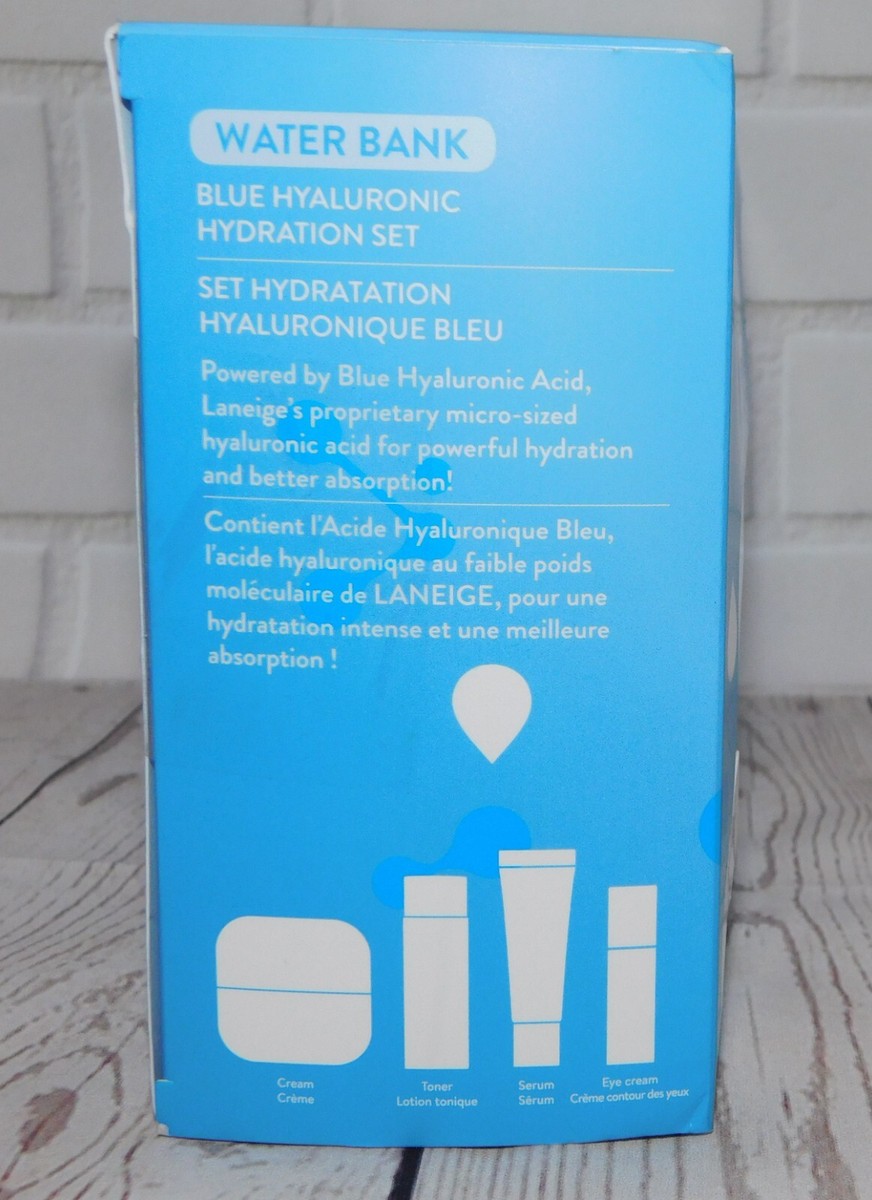 WATER BANK
BLUE HYALURONIC
HYDRATION SET
SET HYDRATATION
HYALURONIQUE BLEU
Powered by Blue Hyaluronic Acid,
Laneige's proprietary micro-sized
hyaluronic acid for powerful hydration
and better absorption!
Contient l'Acide Hyaluronique Bleu,
l'acide hyaluronique au faible poids
moléculaire de LANEIGE, pour une
hydratation intense et une meilleure
absorption !
Cream
Crème
Toner
Lotion tonique
Serum
Sérum
Eye cream
Crème contour des yeux